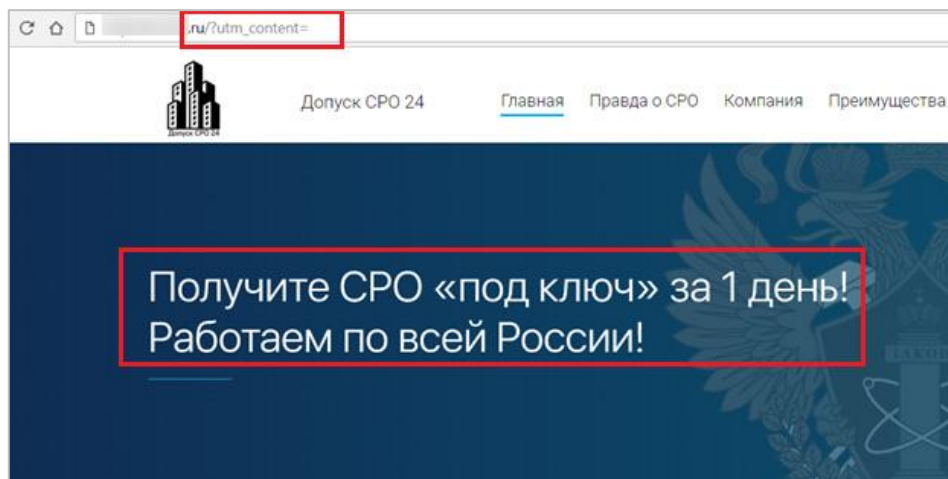 .ru/?utm_content=
Допуск СРО 24
Главная Правда о СРО Компания Преимущества
Допуск СРО 24
Получите СРО «под ключ» за 1 день!
Работаем по всей России!